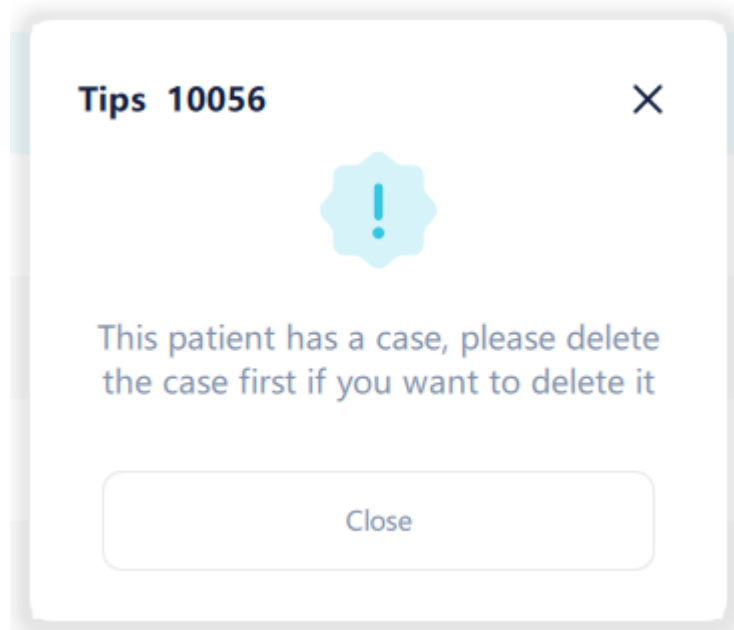 Tips 10056
This patient has a case, please delete
the case first if you want to delete it
Close